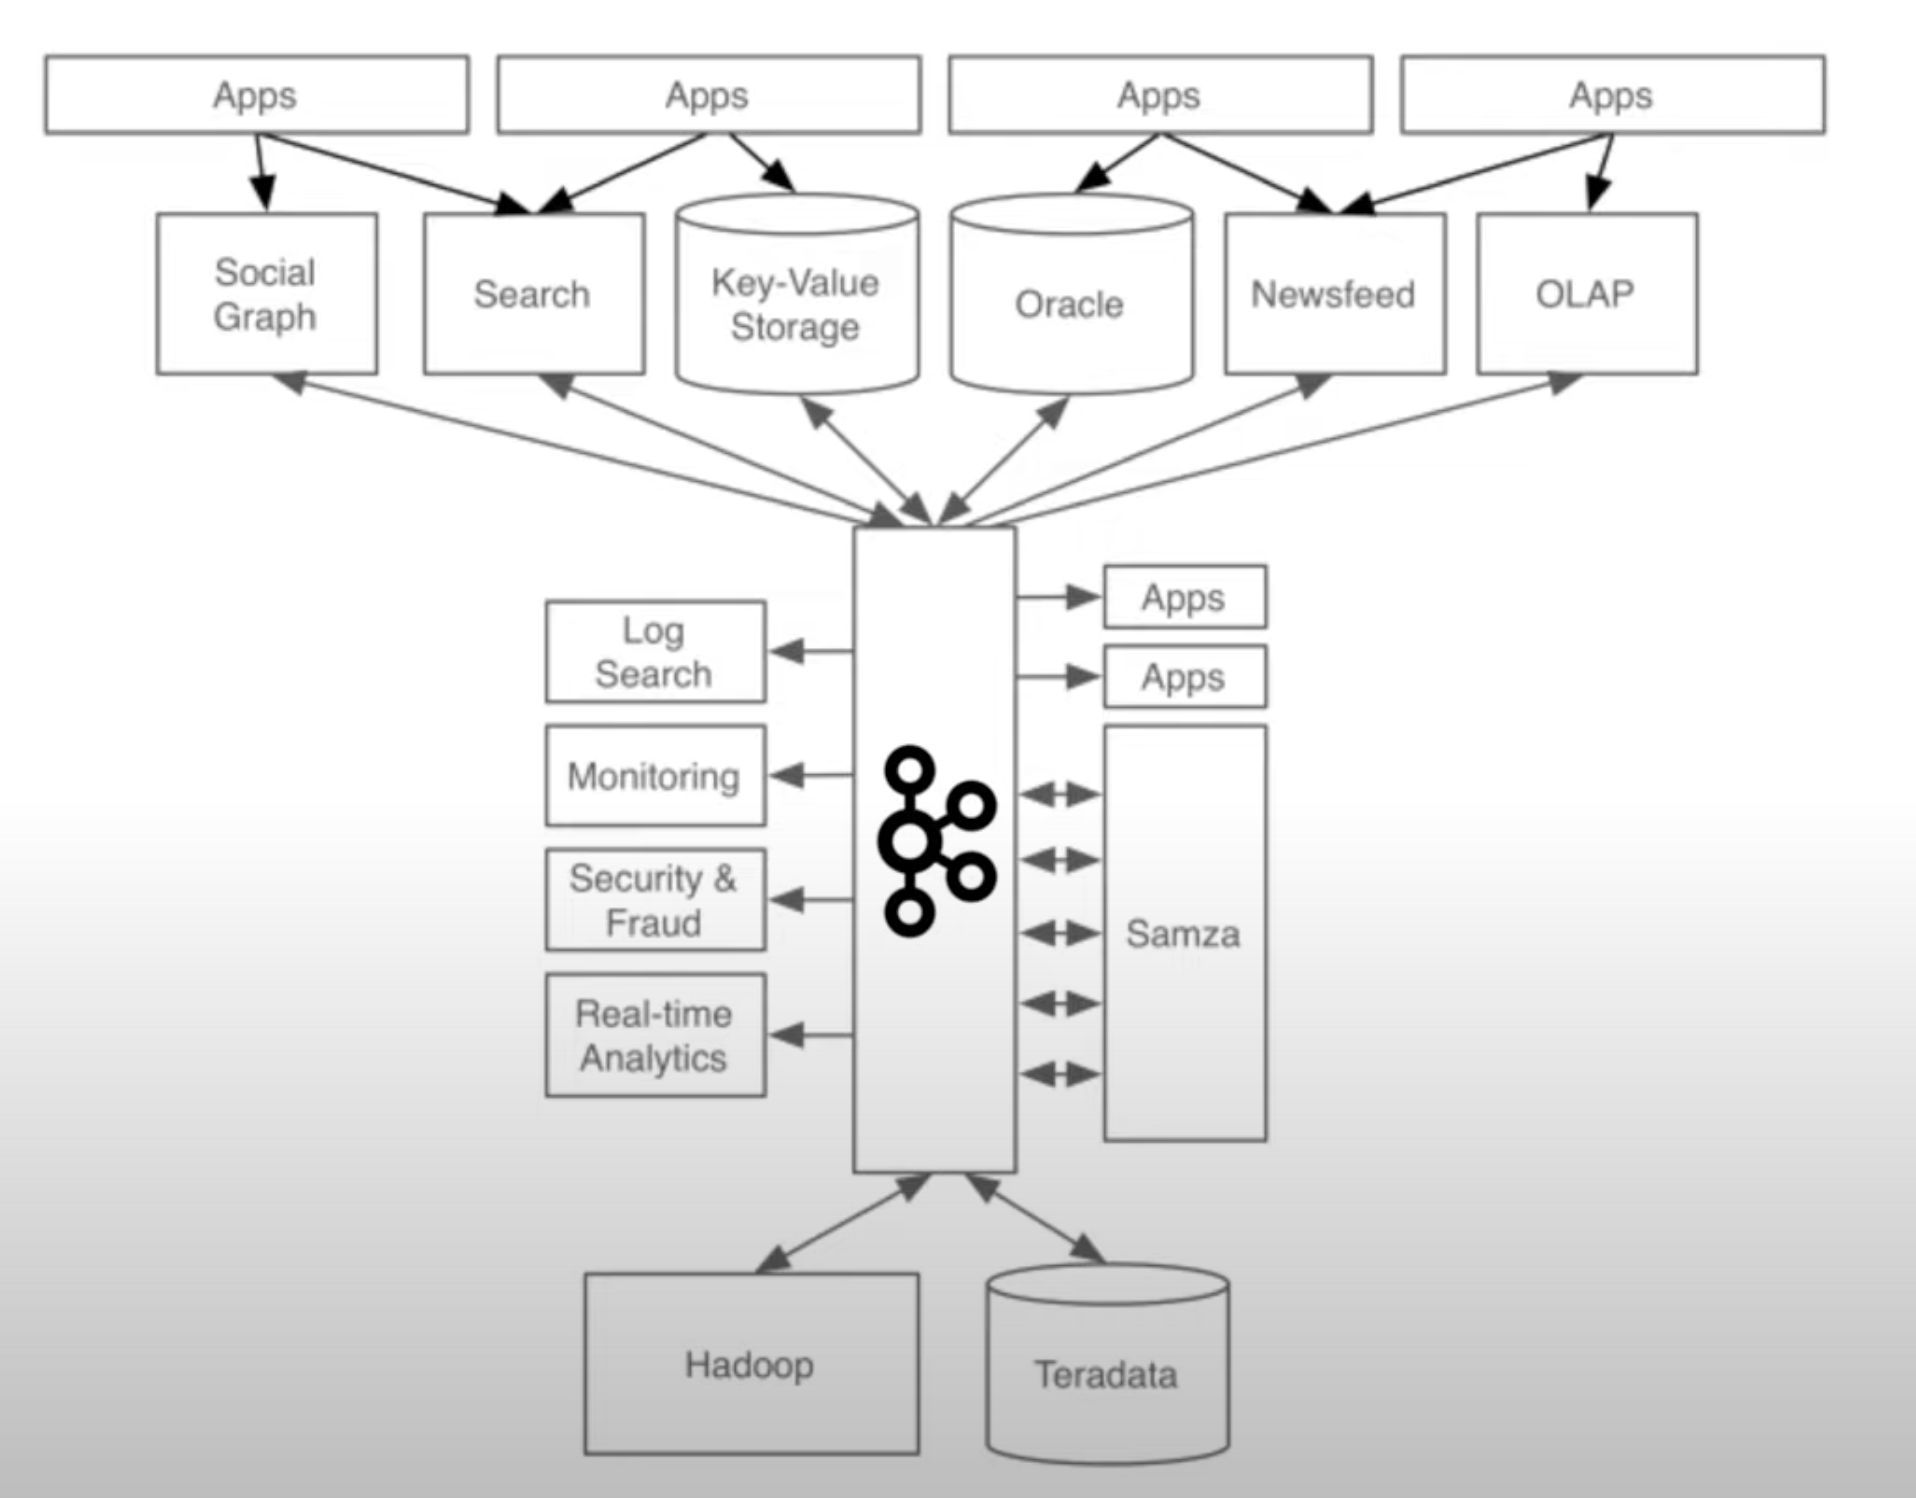 Apps
Apps
Apps
Apps
Social
Graph
Search
Key-Value
Storage
Oracle
Newsfeed
OLAP
Log
Search
Monitoring
Security &
Fraud
Real-time
Analytics
Apps
Apps
Samza
Hadoop
Teradata